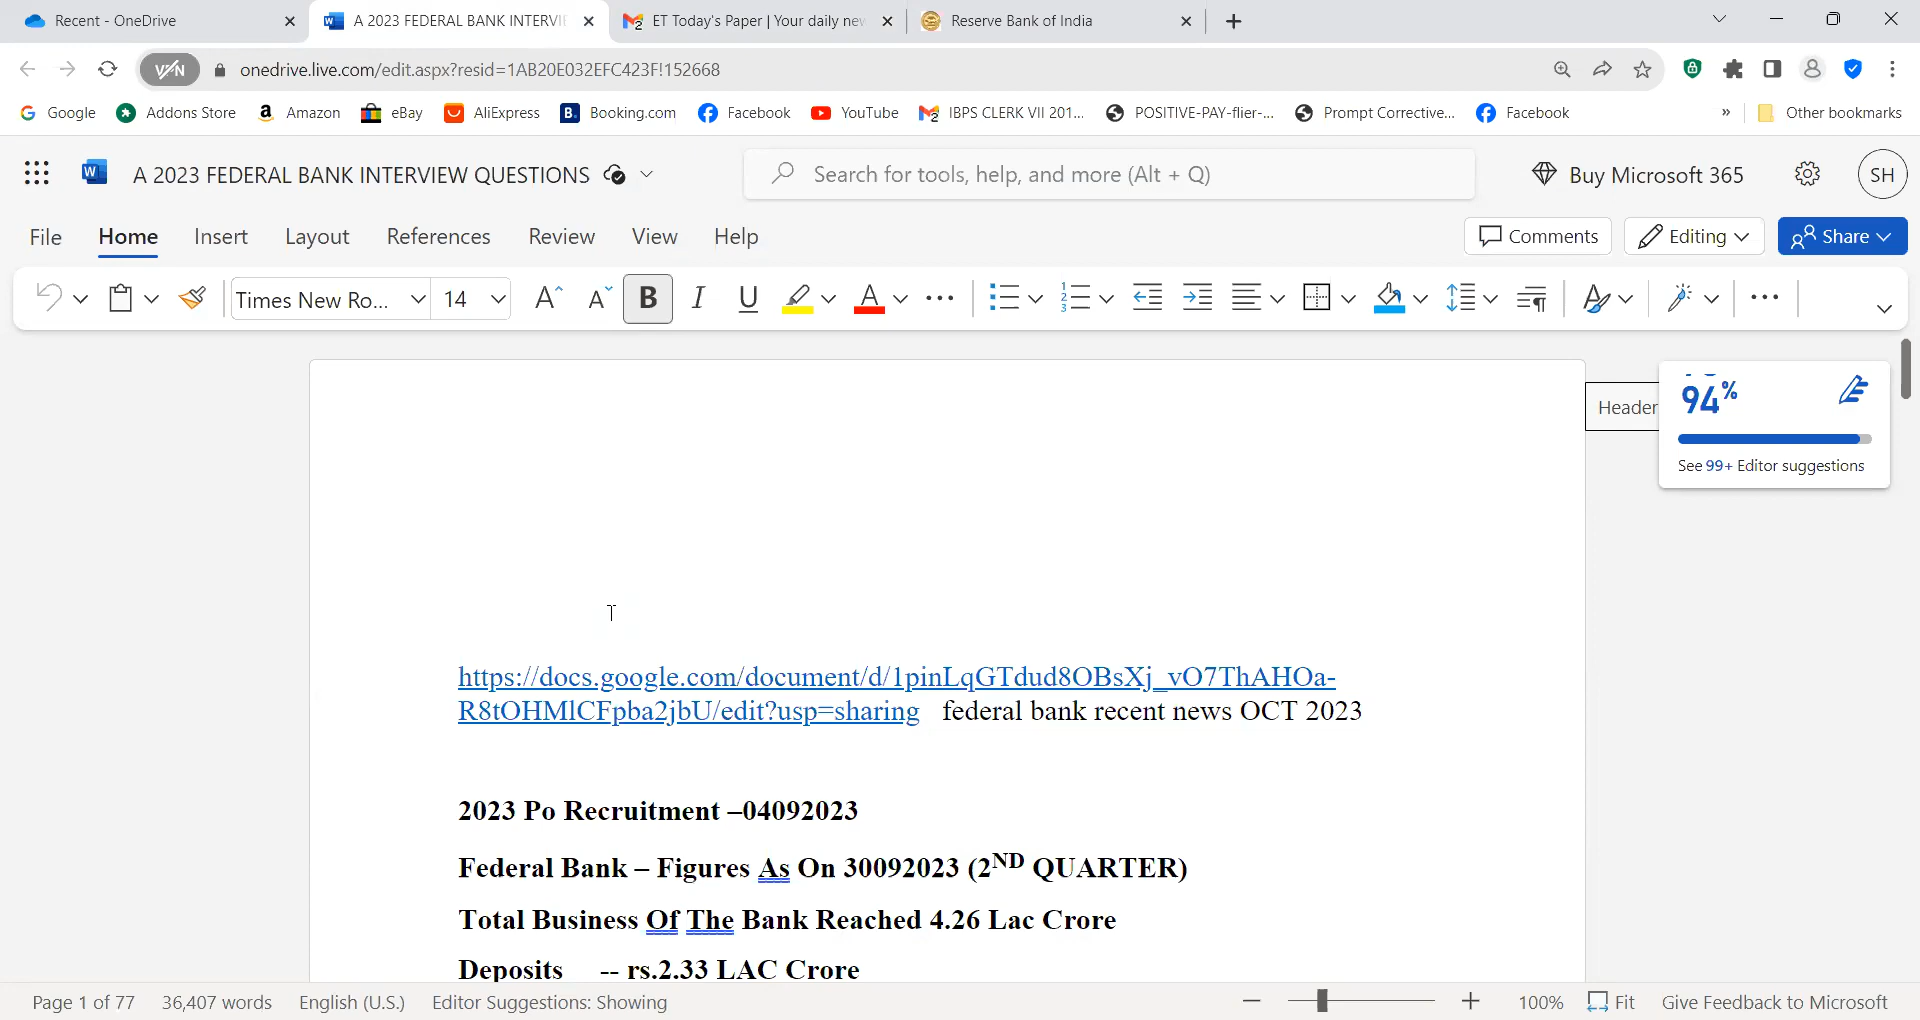 Recent - OneDrive
A 2023 FEDERAL BANK INTERVI
ET Today's Paper | Your daily nev
Reserve Bank of India
VPN
onedrive.live.com/edit.aspx?resid=1AB20E032EFC423F!152668
Google
Addons Store
Amazon
eBay
AliExpress
Booking.com
Facebook
YouTube
IBPS CLERK VII 201...
POSITIVE-PAY-flier-...
Prompt Corrective...
Facebook
Other bookmarks
A 2023 FEDERAL BANK INTERVIEW QUESTIONS
Search for tools, help, and more (Alt + Q)
Buy Microsoft 365
SH
File
Home
Insert
Layout
References
Review
View
Help
Comments
Editing
Share
Times New Ro...
14
Header
94%
See 99+ Editor suggestions
https://docs.google.com/document/d/1pinLqGTdud8OBsXj_vO7ThAHOa-
R8tOHMlCFpba2jbU/edit?usp=sharing federal bank recent news OCT 2023
2023 Po Recruitment –04092023
Federal Bank – Figures As On 30092023 (2ND QUARTER)
Total Business Of The Bank Reached 4.26 Lac Crore
Deposits -- rs.2.33 LAC Crore
Page 1 of 77
36,407 words
English (U.S.)
Editor Suggestions: Showing
100%
Fit
Give Feedback to Microsoft